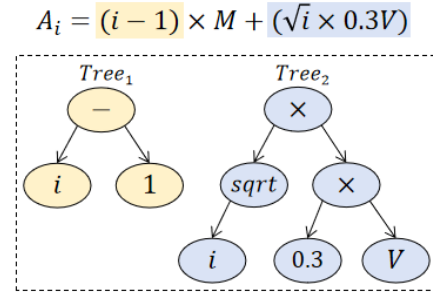 A_i = (i − 1) × M + (√i × 0.3V)
Tree_1 Tree_2
− ×
i 1 sqrt ×
i 0.3 V